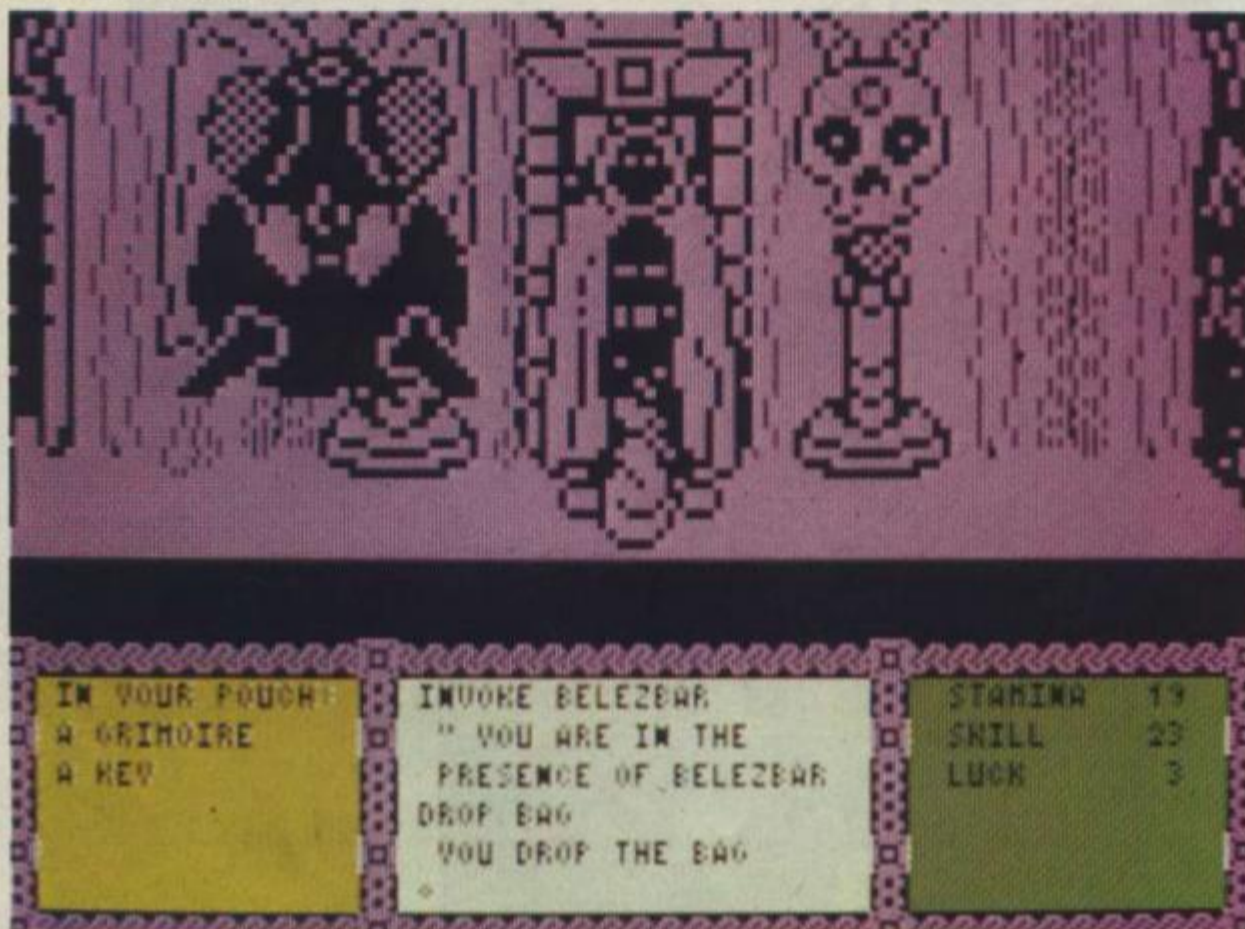 IN YOUR POUCH:
A GRIMOIRE
A KEY
INVOKE BELEZBAR
" YOU ARE IN THE
PRESENCE OF BELEZBAR
DROP BAG
YOU DROP THE BAG
STAMINA 19
SKILL 23
LUCK 3